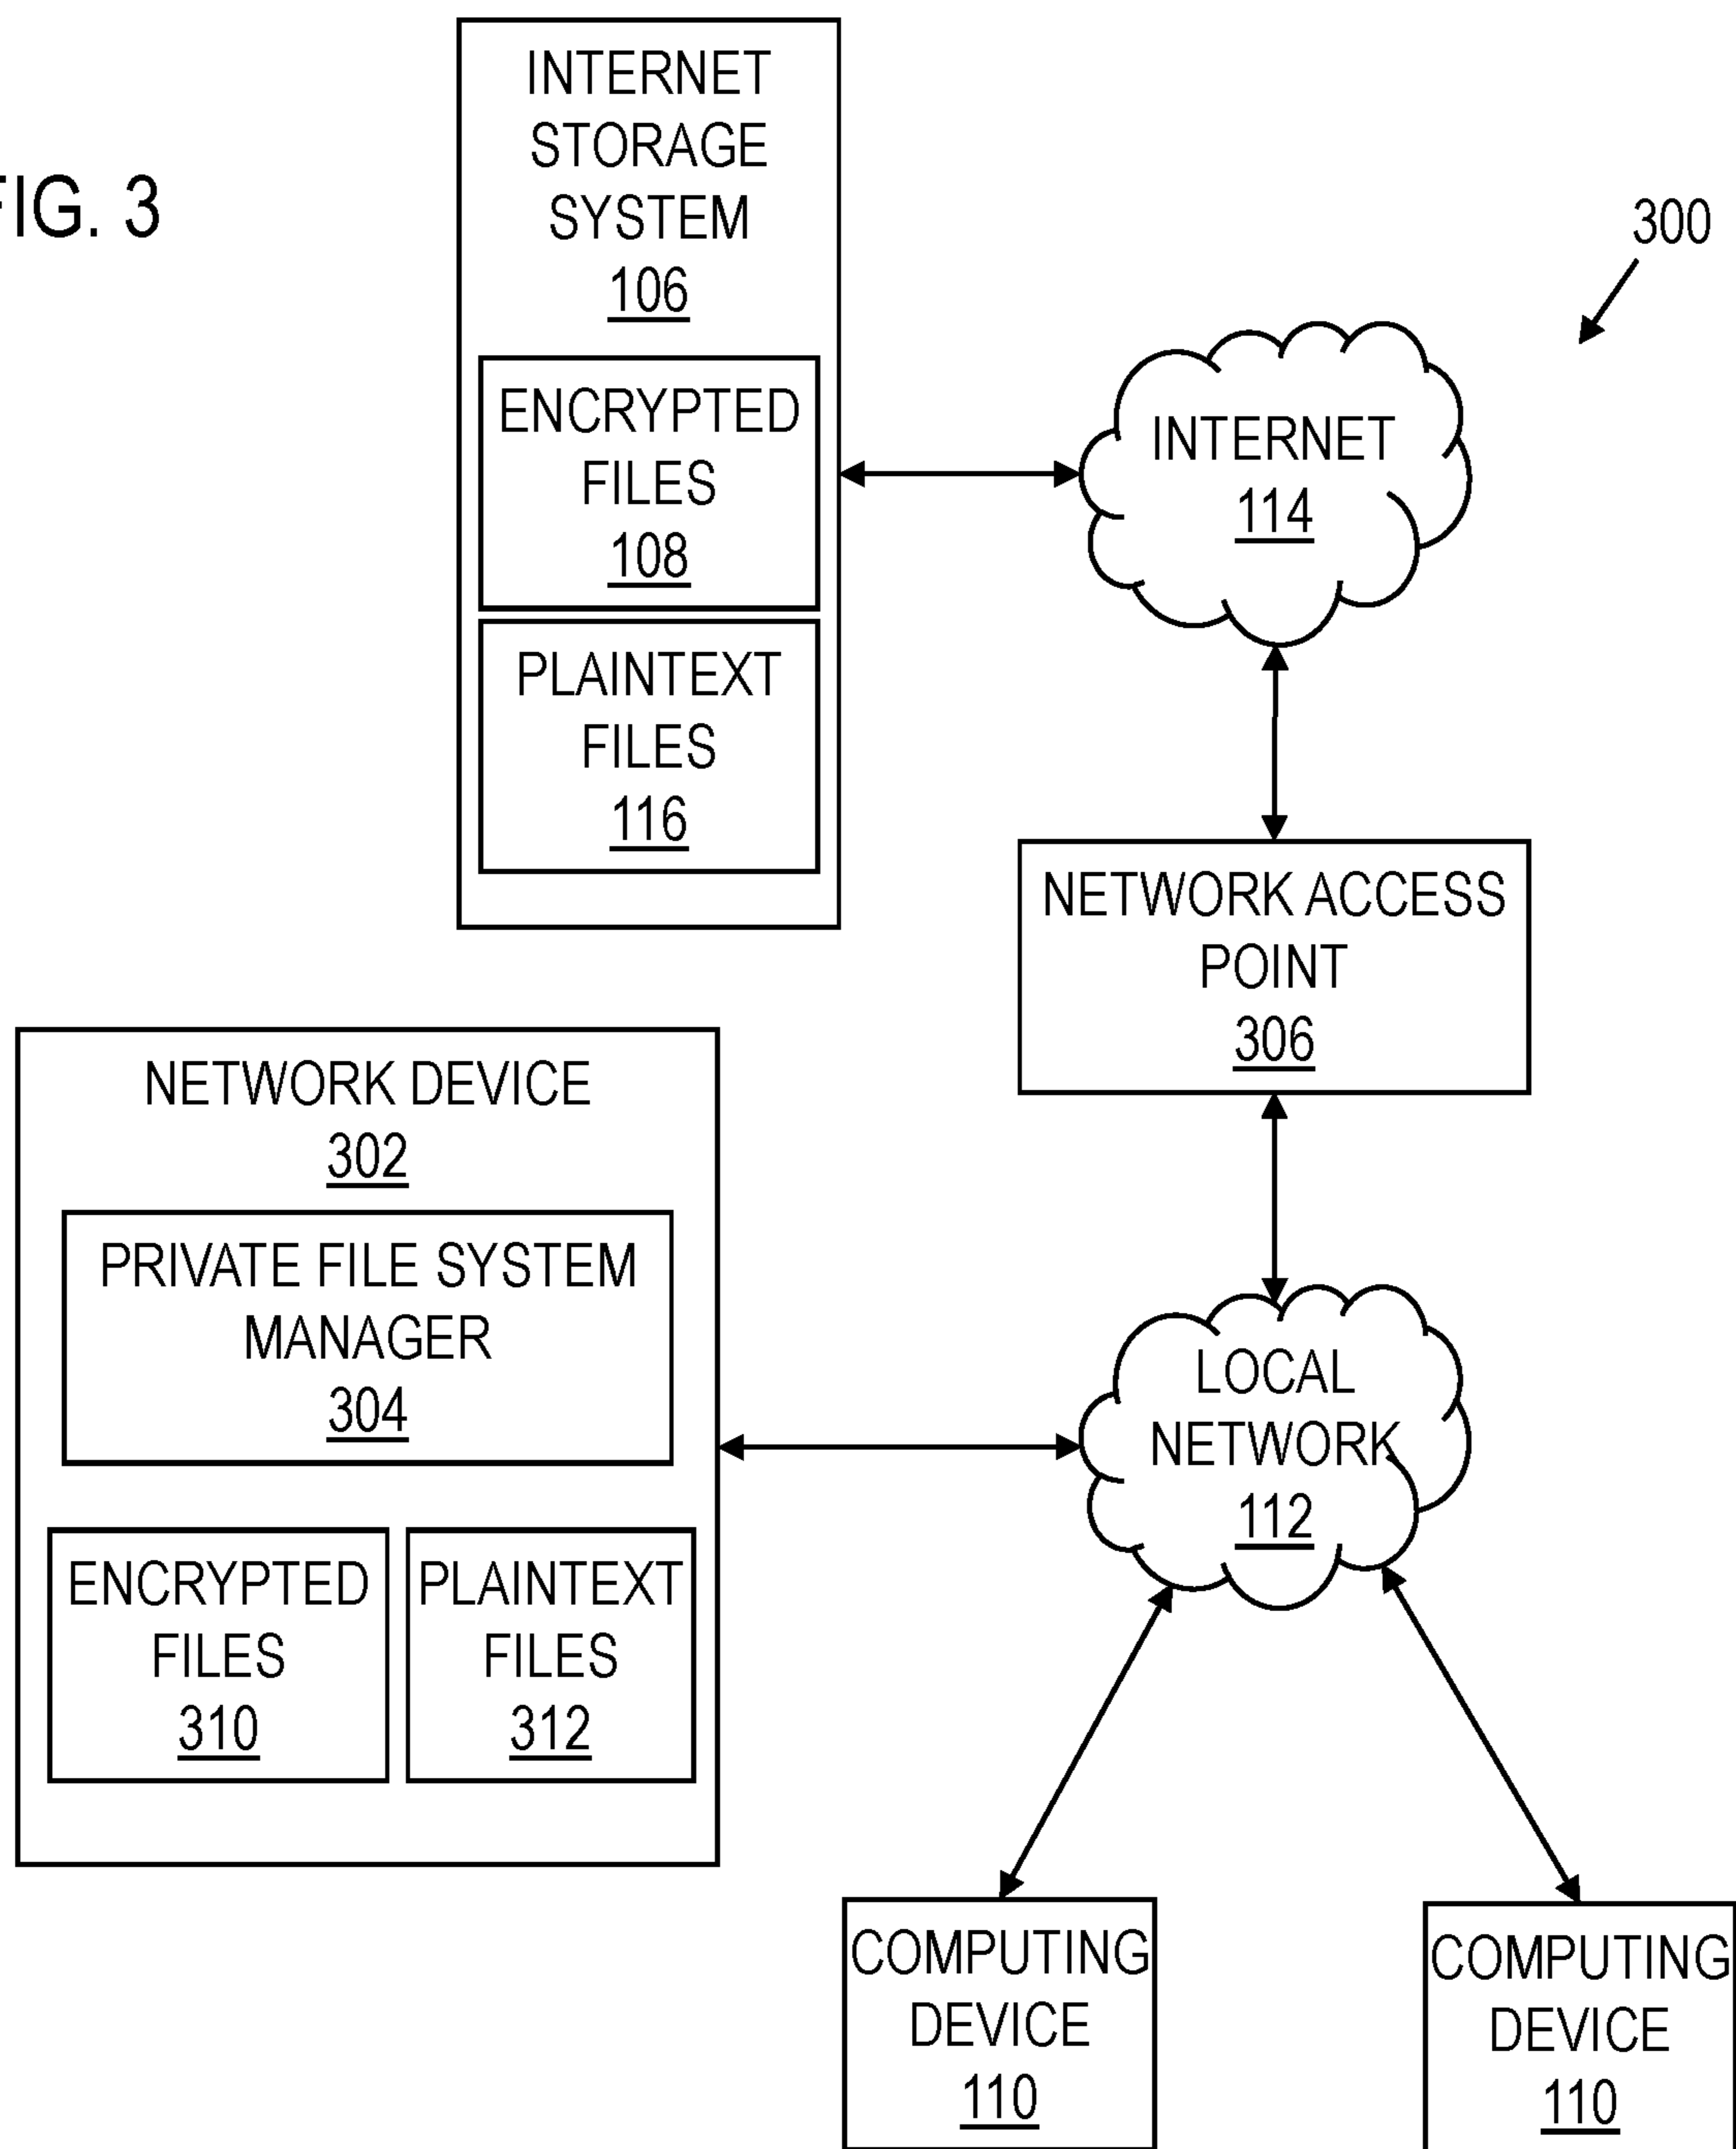 FIG. 3
INTERNET
STORAGE
SYSTEM
106
ENCRYPTED
FILES
108
PLAINTEXT
FILES
116
300
INTERNET
114
NETWORK ACCESS
POINT
306
NETWORK DEVICE
302
PRIVATE FILE SYSTEM
MANAGER
304
ENCRYPTED
FILES
310
PLAINTEXT
FILES
312
LOCAL
NETWORK
112
COMPUTING
DEVICE
110
COMPUTING
DEVICE
110